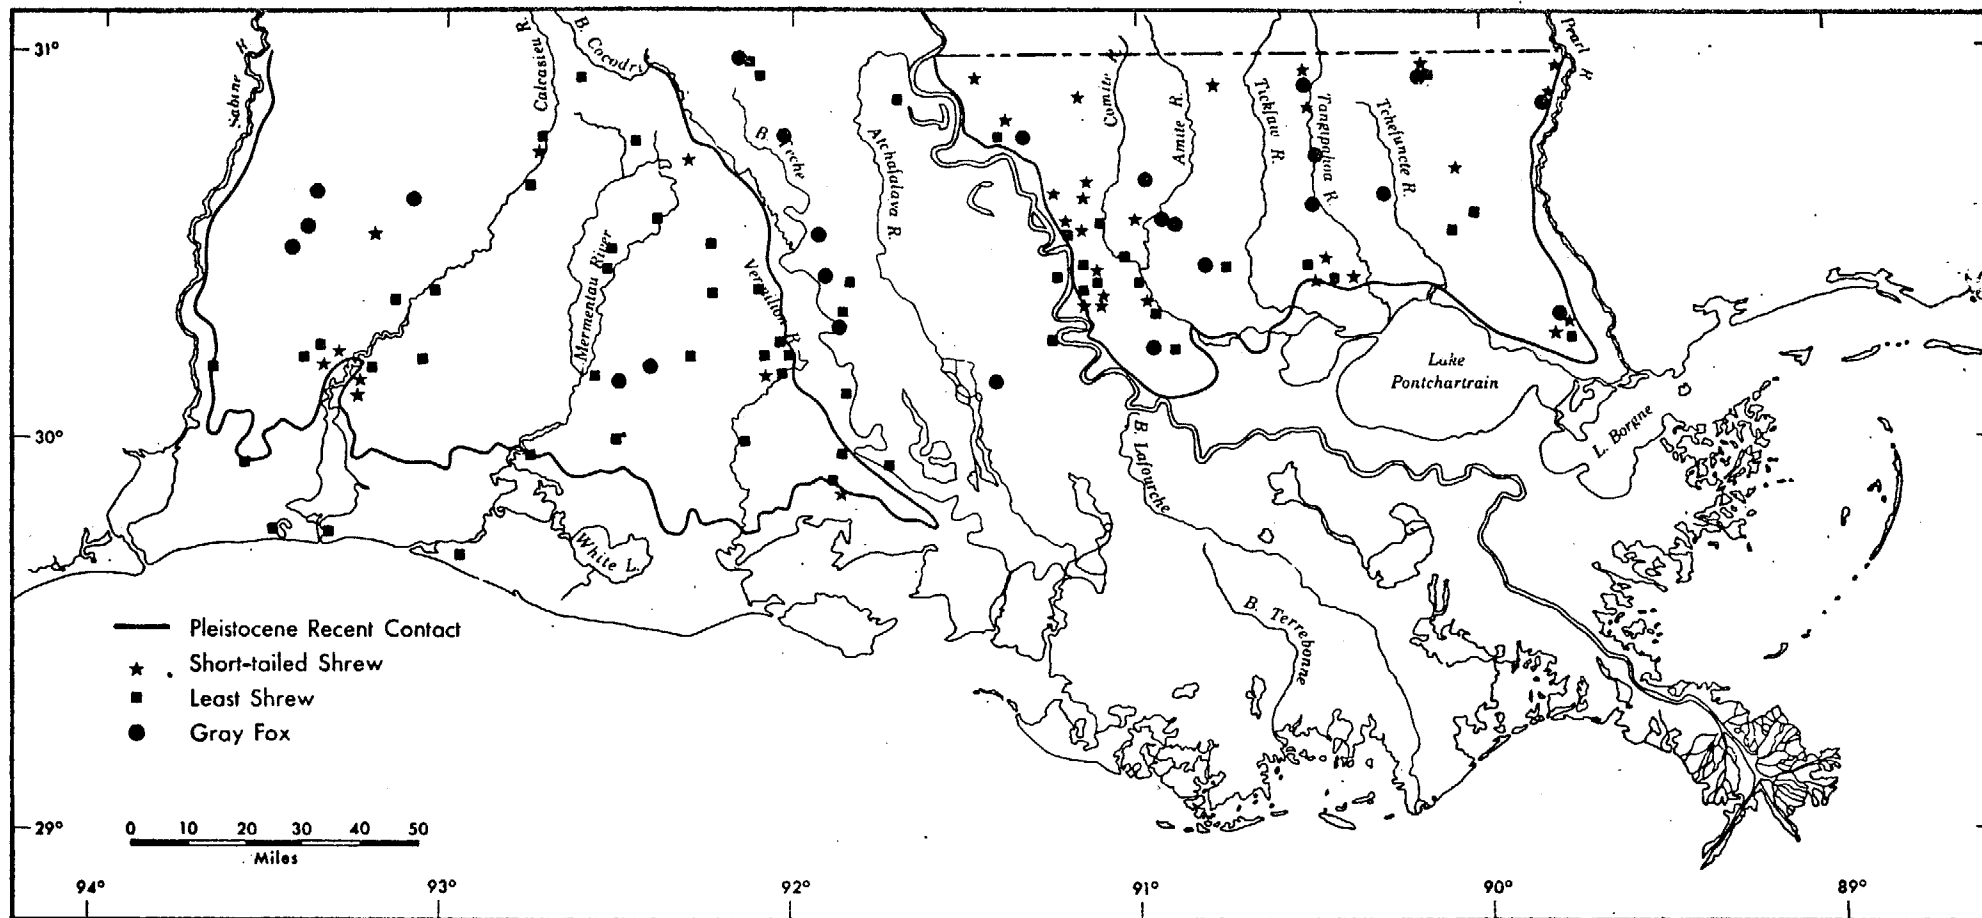 31°
30°
29°
94°
93°
92°
91°
90°
89°
Sabine R.
Calcasieu R.
B. Cocodry
B. Teche
Atchafalaya R.
Comite R.
Amite R.
Tickfaw R.
Tangipahoa R.
Tchefuncte R.
Pearl R
Mermentau River
Vermilion R.
Lake
Pontchartrain
L. Borgne
B. Lafourche
White L.
B. Terrebonne
Pleistocene Recent Contact
Short-tailed Shrew
Least Shrew
Gray Fox
0 10 20 30 40 50
Miles